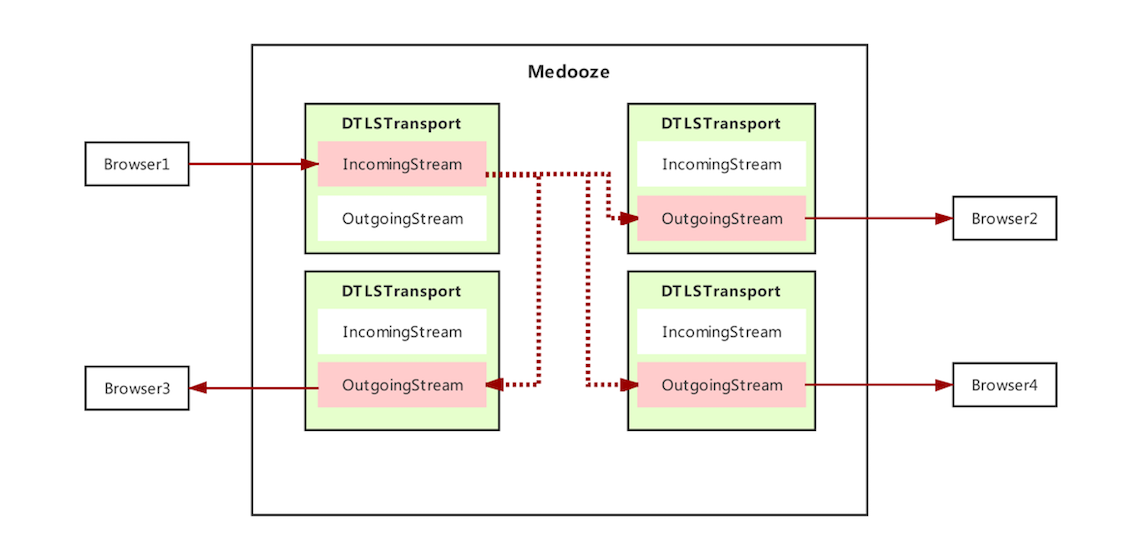 Medooze
DTLSTransport
DTLSTransport
Browser1
IncomingStream
IncomingStream
OutgoingStream
OutgoingStream
Browser2
DTLSTransport
DTLSTransport
IncomingStream
IncomingStream
Browser3
OutgoingStream
OutgoingStream
Browser4